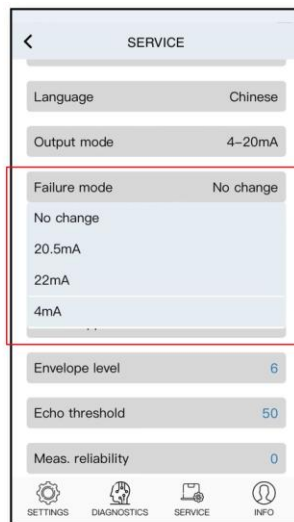 SERVICE
Language Chinese
Output mode 4-20mA
Failure mode No change
No change
20.5mA
22mA
4mA
Envelope level 6
Echo threshold 50
Meas. reliability 0
SETTINGS DIAGNOSTICS SERVICE INFO